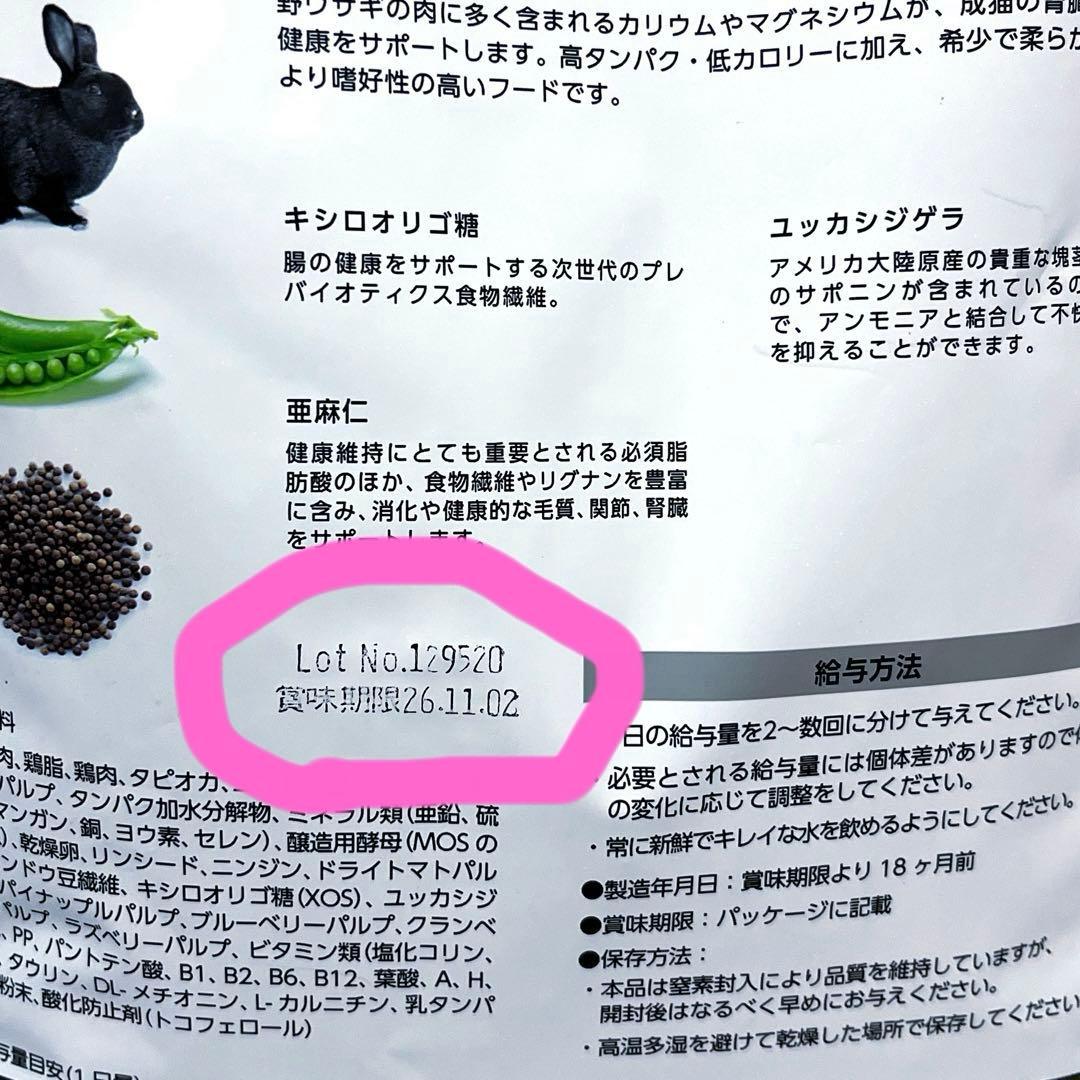 野ウサギの肉に多く含まれるカリウムやマグネシウムが、成猫の腎臓
健康をサポートします。高タンパク・低カロリーに加え、希少で柔らか
より嗜好性の高いフードです。
キシロオリゴ糖
腸の健康をサポートする次世代のプレ
バイオティクス食物繊維。
ユッカシジゲラ
アメリカ大陸原産の貴重な塊茎
のサポニンが含まれているの
で、アンモニアと結合して不快
を抑えることができます。
亜麻仁
健康維持にとても重要とされる必須脂
肪酸のほか、食物繊維やリグナンを豊富
に含み、消化や健康的な毛質、関節、腎臓
をサポートします。
Lot No.129520
賞味期限26.11.02
料
肉、鶏脂、鶏肉、タピオカ、
パルプ、タンパク加水分解物、ミネラル類（亜鉛、硫
マンガン、銅、ヨウ素、セレン）、醸造用酵母（MOS の
）、乾燥卵、リンシード、ニンジン、ドライトマトパル
ンドウ豆繊維、キシロオリゴ糖（XOS）、ユッカシジ
パイナップルパルプ、ブルーベリーパルプ、クランベ
パルプ、ラズベリーパルプ、ビタミン類（塩化コリン、
、PP、パントテン酸、B1、B2、B6、B12、葉酸、A、H、
、タウリン、DL- メチオニン、L- カルニチン、乳タンパ
粉末、酸化防止剤（トコフェロール）
与量目安（1日量）
給与方法
日の給与量を2〜数回に分けて与えてください。
・必要とされる給与量には個体差がありますので
の変化に応じて調整をしてください。
・常に新鮮でキレイな水を飲めるようにしてください。
●製造年月日：賞味期限より 18 ヶ月前
●賞味期限：パッケージに記載
●保存方法：
・本品は窒素封入により品質を維持していますが、
開封後はなるべく早めにお与えください。
・高温多湿を避けて乾燥した場所で保存してください